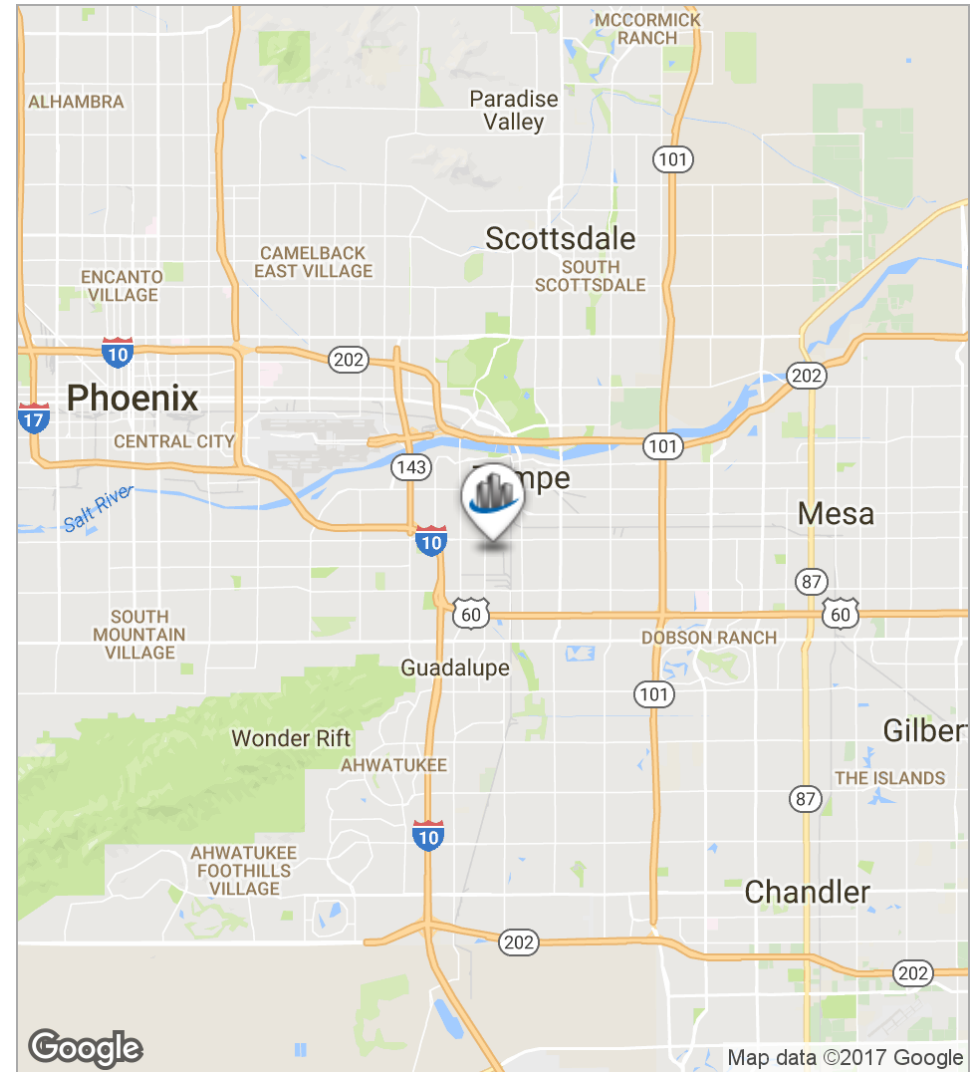 MCCORMICK
RANCH
ALHAMBRA
Paradise
Valley
101
Scottsdale
CAMELBACK
EAST VILLAGE
SOUTH
SCOTTSDALE
ENCANTO
VILLAGE
10
202
202
Phoenix
17
CENTRAL CITY
101
143
mpe
Salt River
Mesa
10
87
60
60
SOUTH
MOUNTAIN
VILLAGE
DOBSON RANCH
Guadalupe
101
Wonder Rift
Gilber
AHWATUKEE
THE ISLANDS
87
10
AHWATUKEE
FOOTHILLS
VILLAGE
Chandler
202
202
Google
Map data ©2017 Google